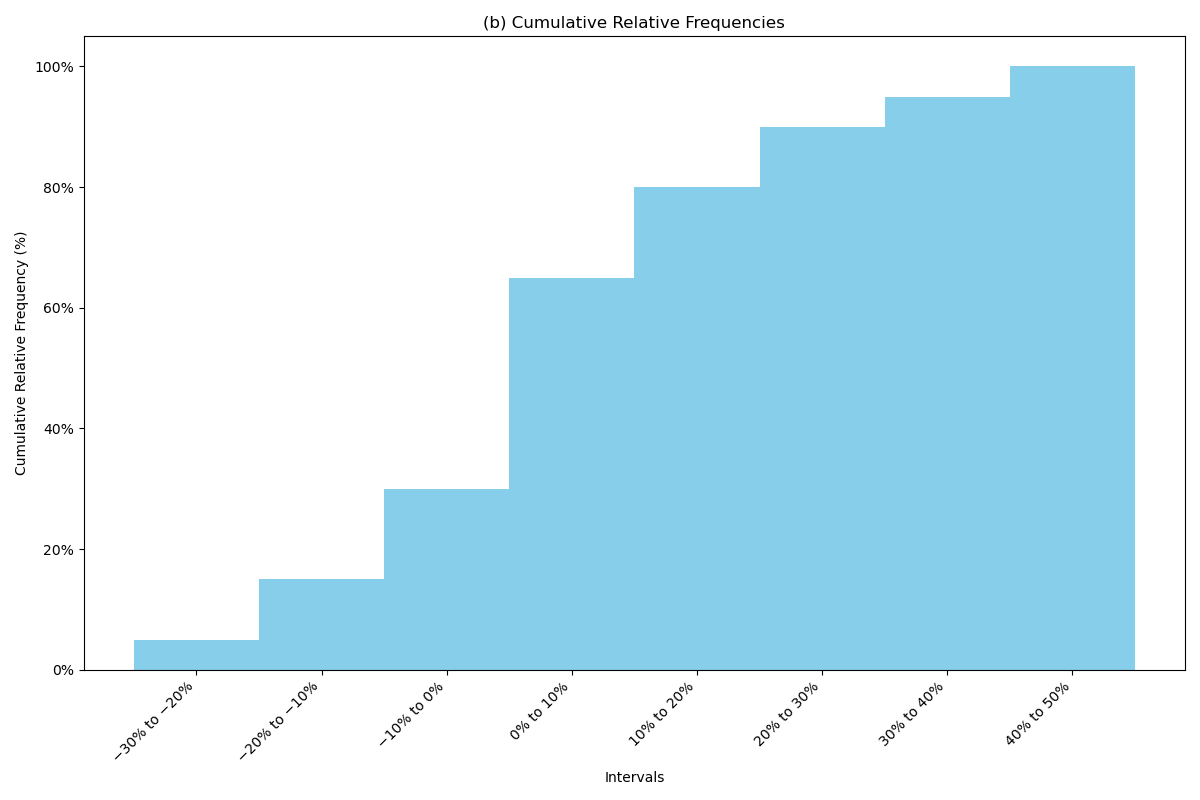 (b) Cumulative Relative Frequencies
Cumulative Relative Frequency (%)
100%
80%
60%
40%
20%
0%
−30% to −20%
−20% to −10%
−10% to 0%
0% to 10%
10% to 20%
20% to 30%
30% to 40%
40% to 50%
Intervals